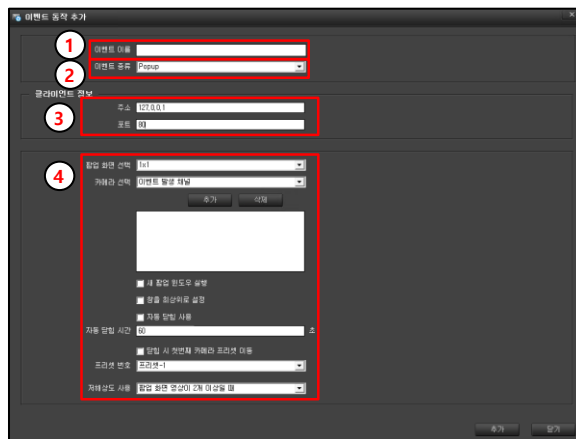 이벤트 동작 추가
1
이벤트 이름
2
이벤트 종류 Popup
클라이언트 정보
3
주소 127.0.0.1
포트 80
4
팝업 화면 선택 1x1
카메라 선택 이벤트 발생 채널
추가 삭제
새 팝업 윈도우 실행
창을 최상위로 설정
자동 닫힘 사용
자동 닫힘 시간 60 초
닫힘 시 첫번째 카메라 프리셋 이동
프리셋 번호 프리셋-1
저해상도 사용 팝업 화면 영상이 2개 이상일 때
추가 닫기